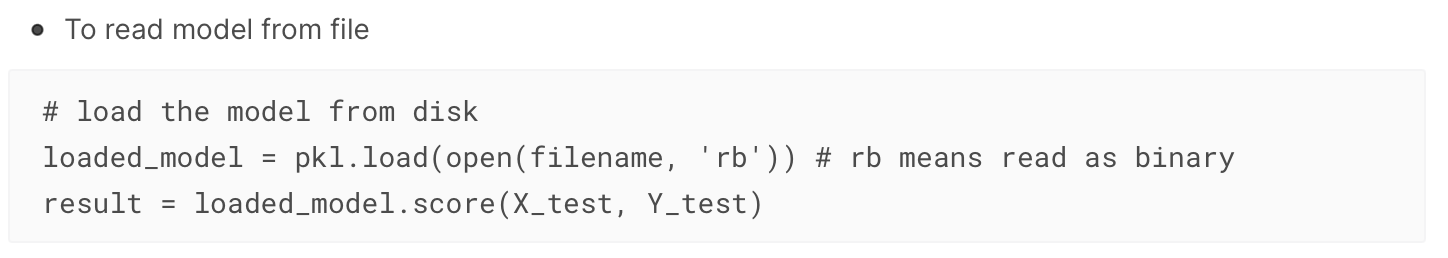 • To read model from file
# load the model from disk
loaded_model = pkl.load(open(filename, 'rb')) # rb means read as binary
result = loaded_model.score(X_test, Y_test)